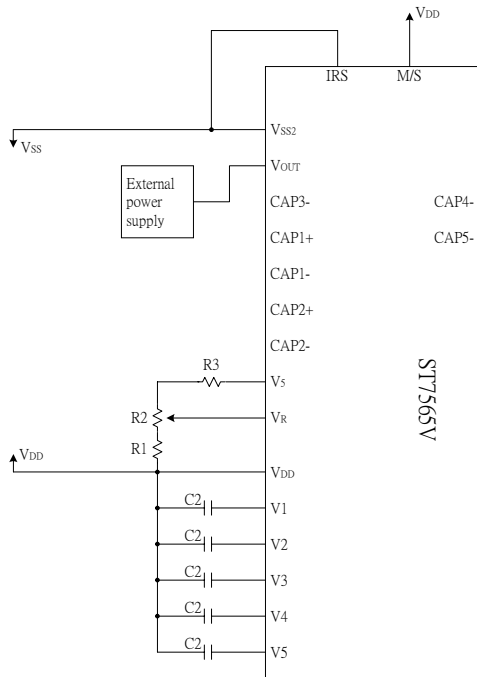 VDD
IRS M/S
VSS2
VSS
VOUT
External
power
supply
CAP3- CAP4-
CAP1+ CAP5-
CAP1-
CAP2+
CAP2-
ST7565V
R3
V5
R2
VR
R1
VDD
VDD
C2
V1
C2
V2
C2
V3
C2
V4
C2
V5